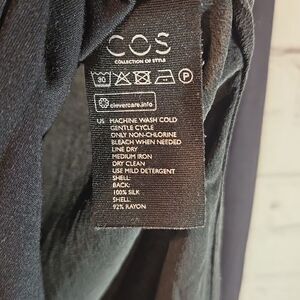 COS
COLLECTION OF STYLE
30 P
clevercare.info
US MACHINE WASH COLD
GENTLE CYCLE
ONLY NON-CHLORINE
BLEACH WHEN NEEDED
LINE DRY
MEDIUM IRON
DRY CLEAN
USE MILD DETERGENT
SHELL:
BACK:
100% SILK
SHELL:
92% RAYON